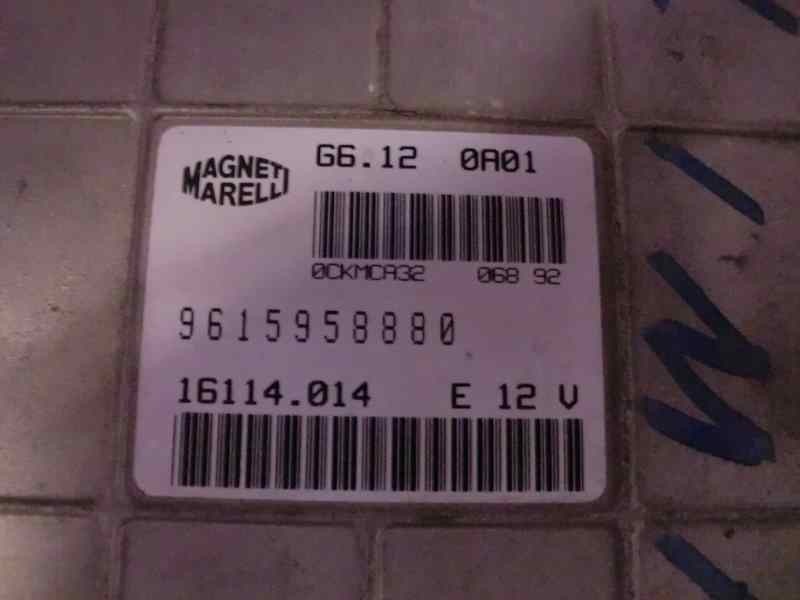 MAGNETI
MARELLI
G6.12 0A01
0CKMCA32 068 92
9615958880
16114.014 E 12 V